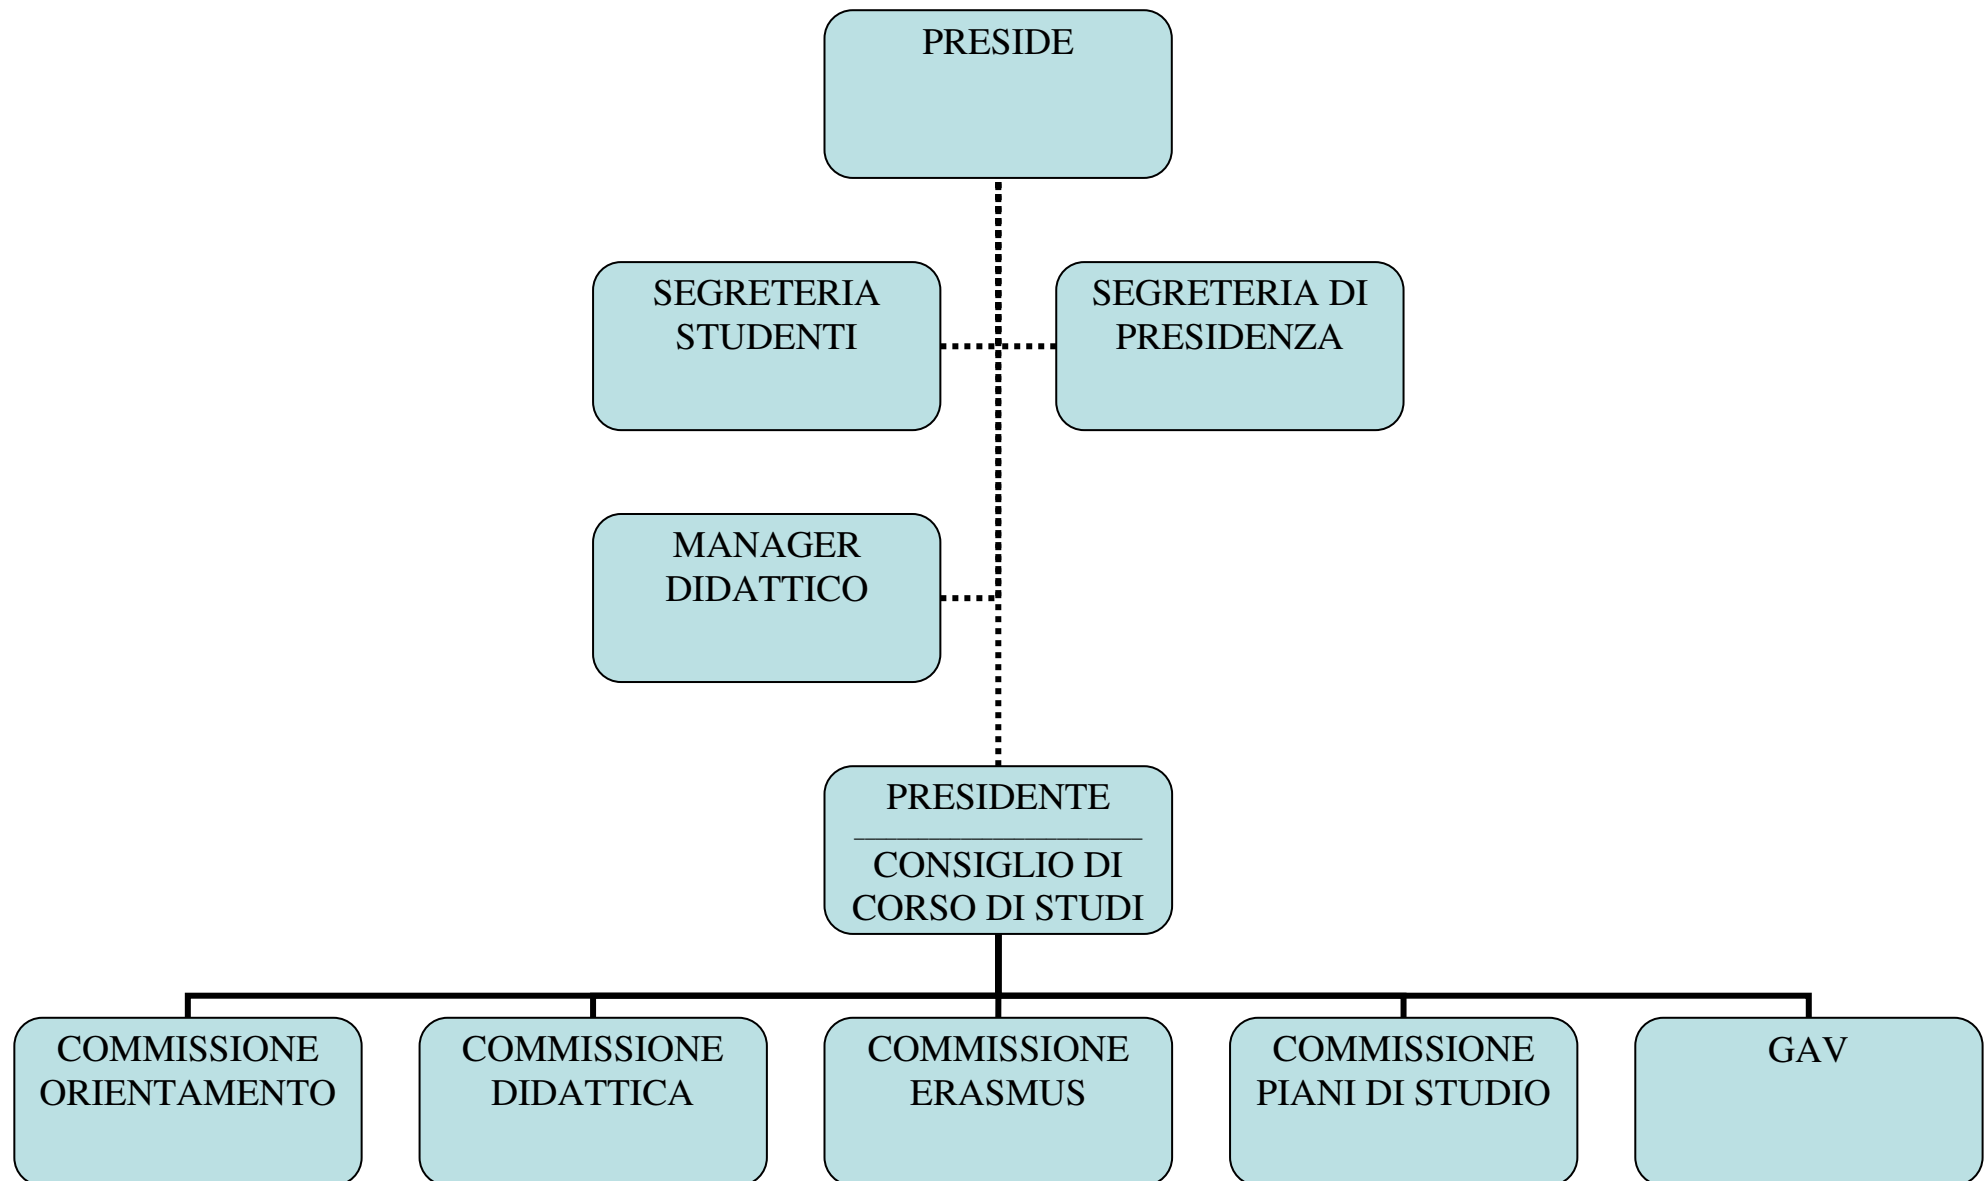 PRESIDE
SEGRETERIA
STUDENTI
SEGRETERIA DI
PRESIDENZA
MANAGER
DIDATTICO
PRESIDENTE
CONSIGLIO DI
CORSO DI STUDI
COMMISSIONE
ORIENTAMENTO
COMMISSIONE
DIDATTICA
COMMISSIONE
ERASMUS
COMMISSIONE
PIANI DI STUDIO
GAV